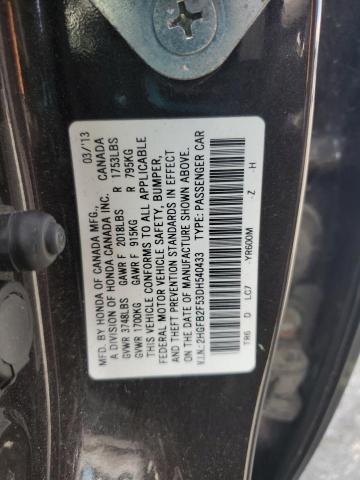 MFD. BY HONDA OF CANADA MFG., 03/'13
A DIVISION OF HONDA CANADA INC. CANADA
GVWR 3748LBS GAWR F 2018LBS R 1753LBS
GVWR 1700KG GAWR F 915KG R 795KG
THIS VEHICLE CONFORMS TO ALL APPLICABLE
FEDERAL MOTOR VEHICLE SAFETY, BUMPER,
AND THEFT PREVENTION STANDARDS IN EFFECT
ON THE DATE OF MANUFACTURE SHOWN ABOVE.
V.I.N.:2HGFB2F53DH540433 TYPE:PASSENGER CAR
TR6 D LC7 -YR600M -Z -H